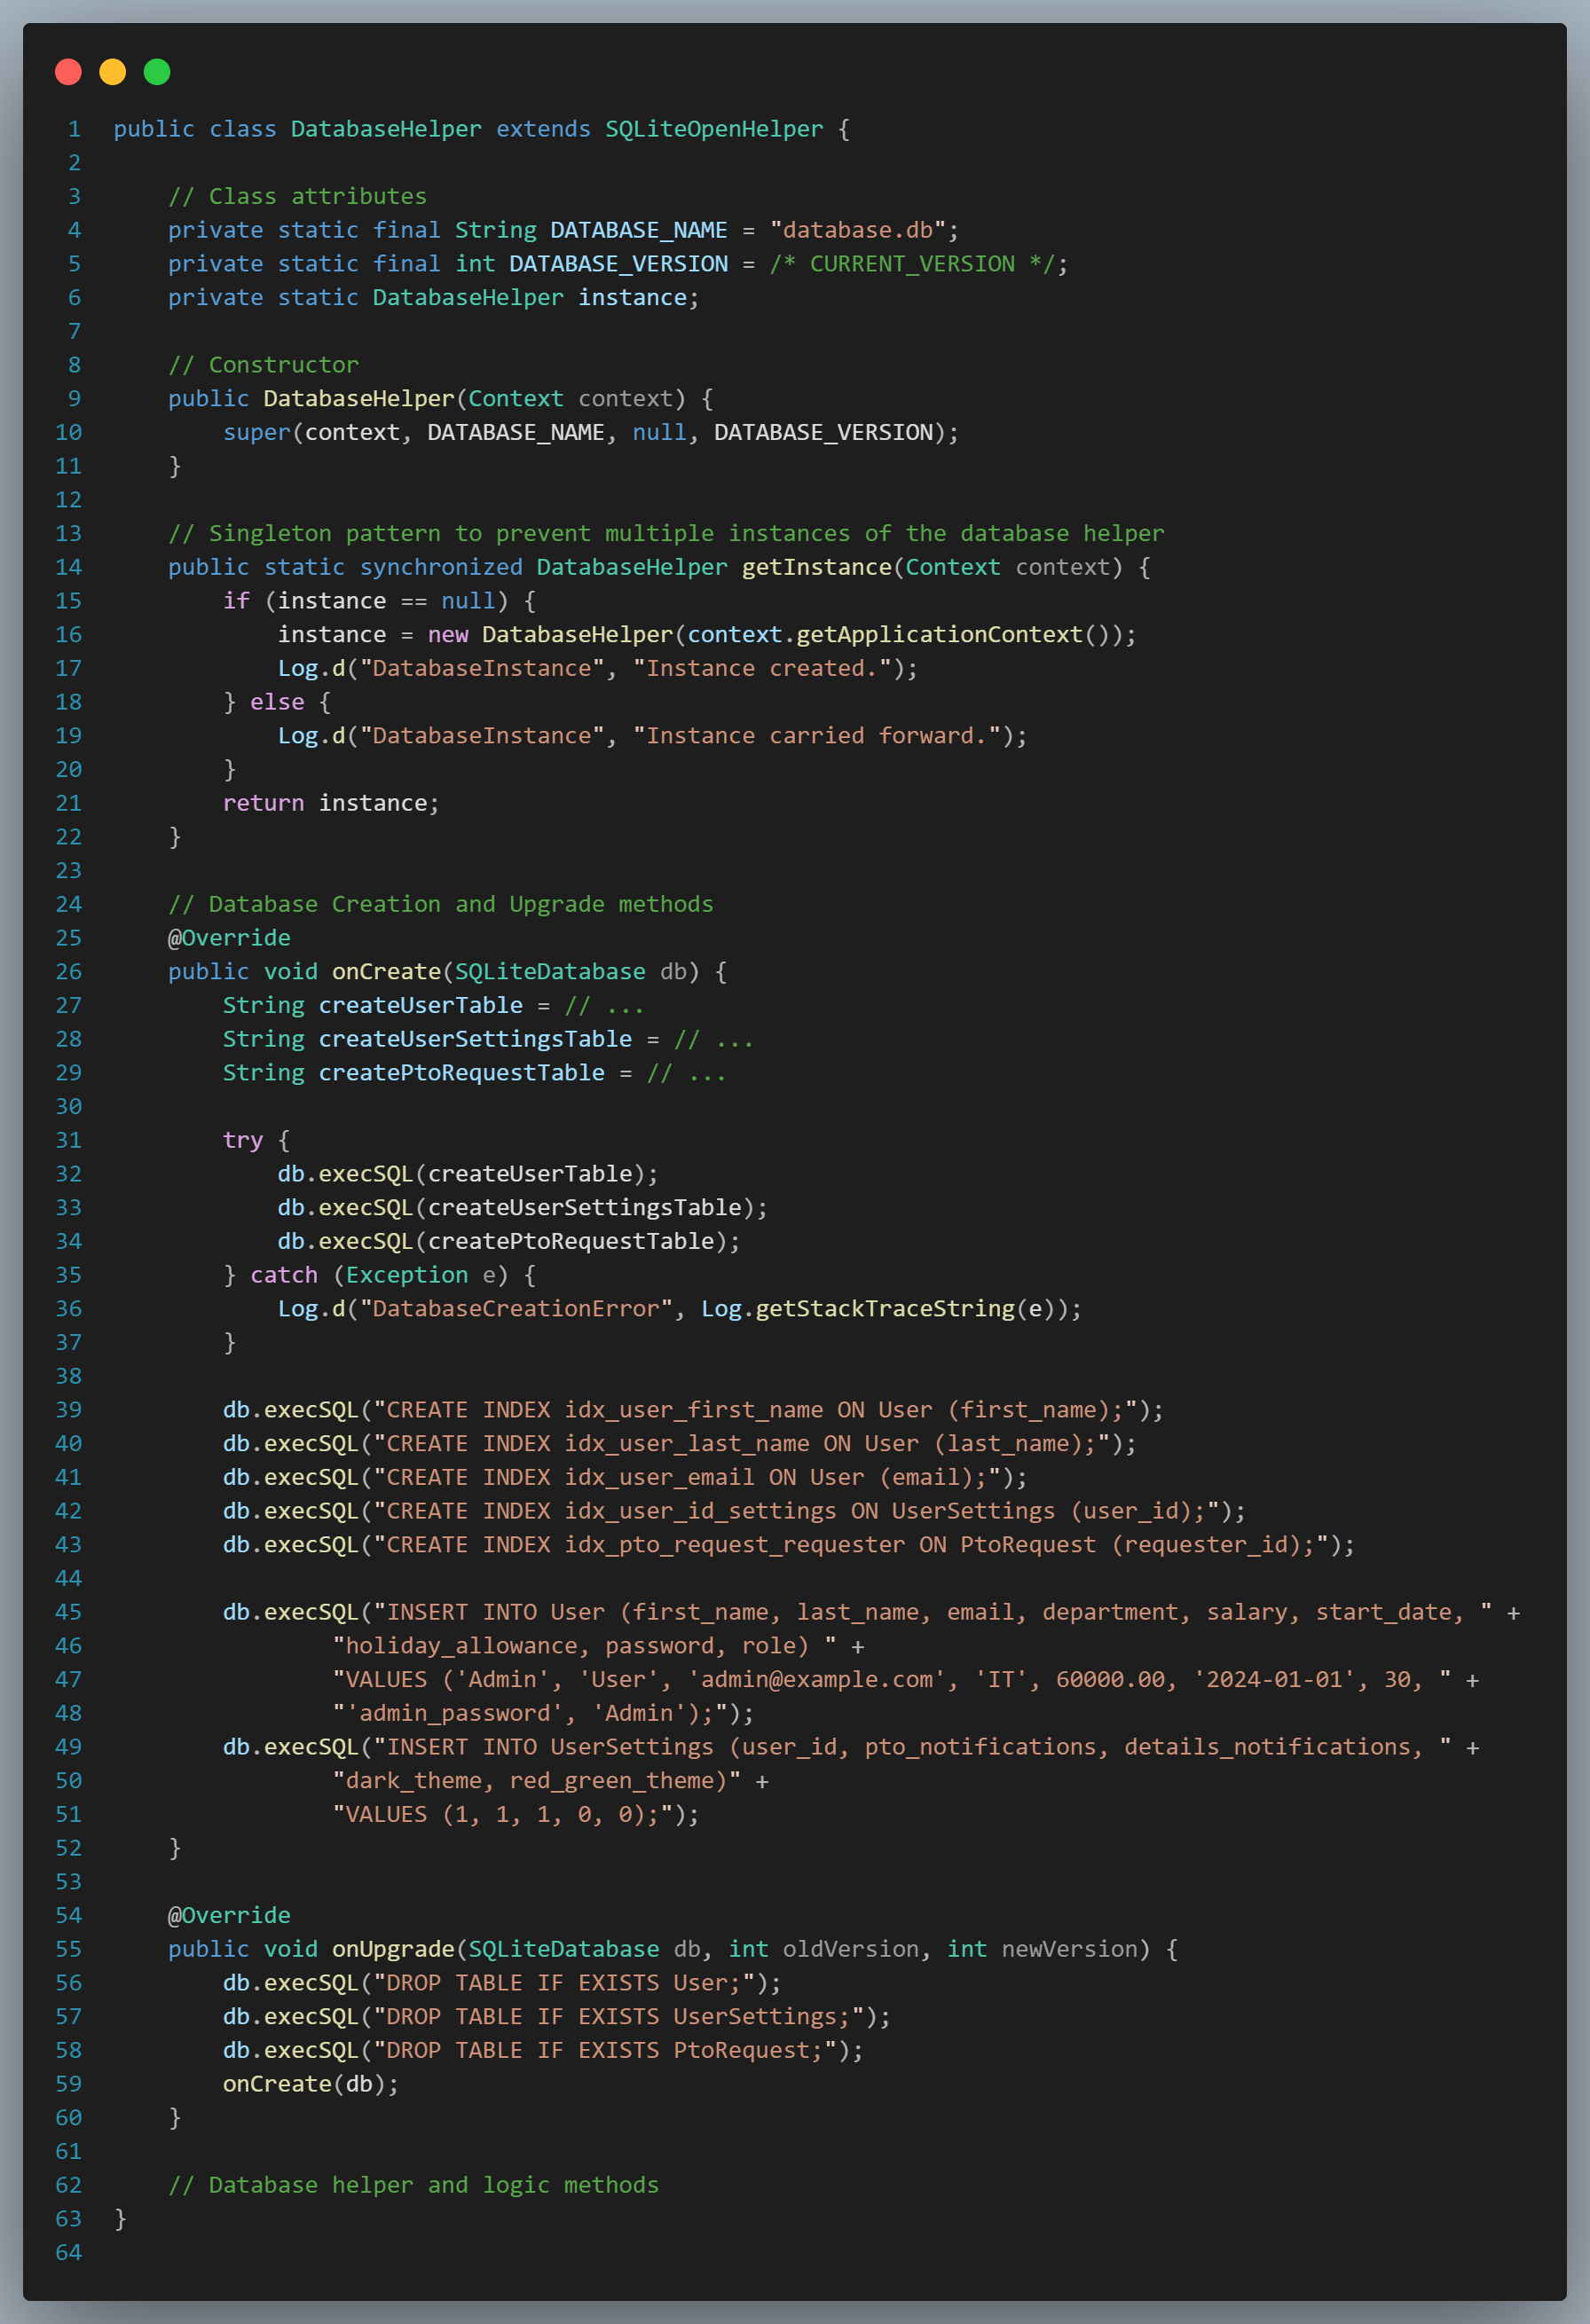 1 public class DatabaseHelper extends SQLiteOpenHelper {
2
3     // Class attributes
4     private static final String DATABASE_NAME = "database.db";
5     private static final int DATABASE_VERSION = /* CURRENT_VERSION */;
6     private static DatabaseHelper instance;
7
8     // Constructor
9     public DatabaseHelper(Context context) {
10         super(context, DATABASE_NAME, null, DATABASE_VERSION);
11     }
12
13     // Singleton pattern to prevent multiple instances of the database helper
14     public static synchronized DatabaseHelper getInstance(Context context) {
15         if (instance == null) {
16             instance = new DatabaseHelper(context.getApplicationContext());
17             Log.d("DatabaseInstance", "Instance created.");
18         } else {
19             Log.d("DatabaseInstance", "Instance carried forward.");
20         }
21         return instance;
22     }
23
24     // Database Creation and Upgrade methods
25     @Override
26     public void onCreate(SQLiteDatabase db) {
27         String createUserTable = // ...
28         String createUserSettingsTable = // ...
29         String createPtoRequestTable = // ...
30
31         try {
32             db.execSQL(createUserTable);
33             db.execSQL(createUserSettingsTable);
34             db.execSQL(createPtoRequestTable);
35         } catch (Exception e) {
36             Log.d("DatabaseCreationError", Log.getStackTraceString(e));
37         }
38
39         db.execSQL("CREATE INDEX idx_user_first_name ON User (first_name);");
40         db.execSQL("CREATE INDEX idx_user_last_name ON User (last_name);");
41         db.execSQL("CREATE INDEX idx_user_email ON User (email);");
42         db.execSQL("CREATE INDEX idx_user_id_settings ON UserSettings (user_id);");
43         db.execSQL("CREATE INDEX idx_pto_request_requester ON PtoRequest (requester_id);");
44
45         db.execSQL("INSERT INTO User (first_name, last_name, email, department, salary, start_date, " +
46                 "holiday_allowance, password, role) " +
47                 "VALUES ('Admin', 'User', 'admin@example.com', 'IT', 60000.00, '2024-01-01', 30, " +
48                 "'admin_password', 'Admin');");
49         db.execSQL("INSERT INTO UserSettings (user_id, pto_notifications, details_notifications, " +
50                 "dark_theme, red_green_theme)" +
51                 "VALUES (1, 1, 1, 0, 0);");
52     }
53
54     @Override
55     public void onUpgrade(SQLiteDatabase db, int oldVersion, int newVersion) {
56         db.execSQL("DROP TABLE IF EXISTS User;");
57         db.execSQL("DROP TABLE IF EXISTS UserSettings;");
58         db.execSQL("DROP TABLE IF EXISTS PtoRequest;");
59         onCreate(db);
60     }
61
62     // Database helper and logic methods
63 }
64